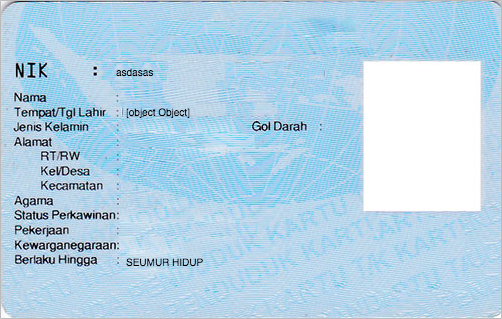 NIK : asdasas
Nama :
Tempat/Tgl Lahir : [object Object]
Jenis Kelamin : Gol Darah :
Alamat :
RT/RW :
Kel/Desa :
Kecamatan :
Agama :
Status Perkawinan:
Pekerjaan :
Kewarganegaraan:
Berlaku Hingga : SEUMUR HIDUP